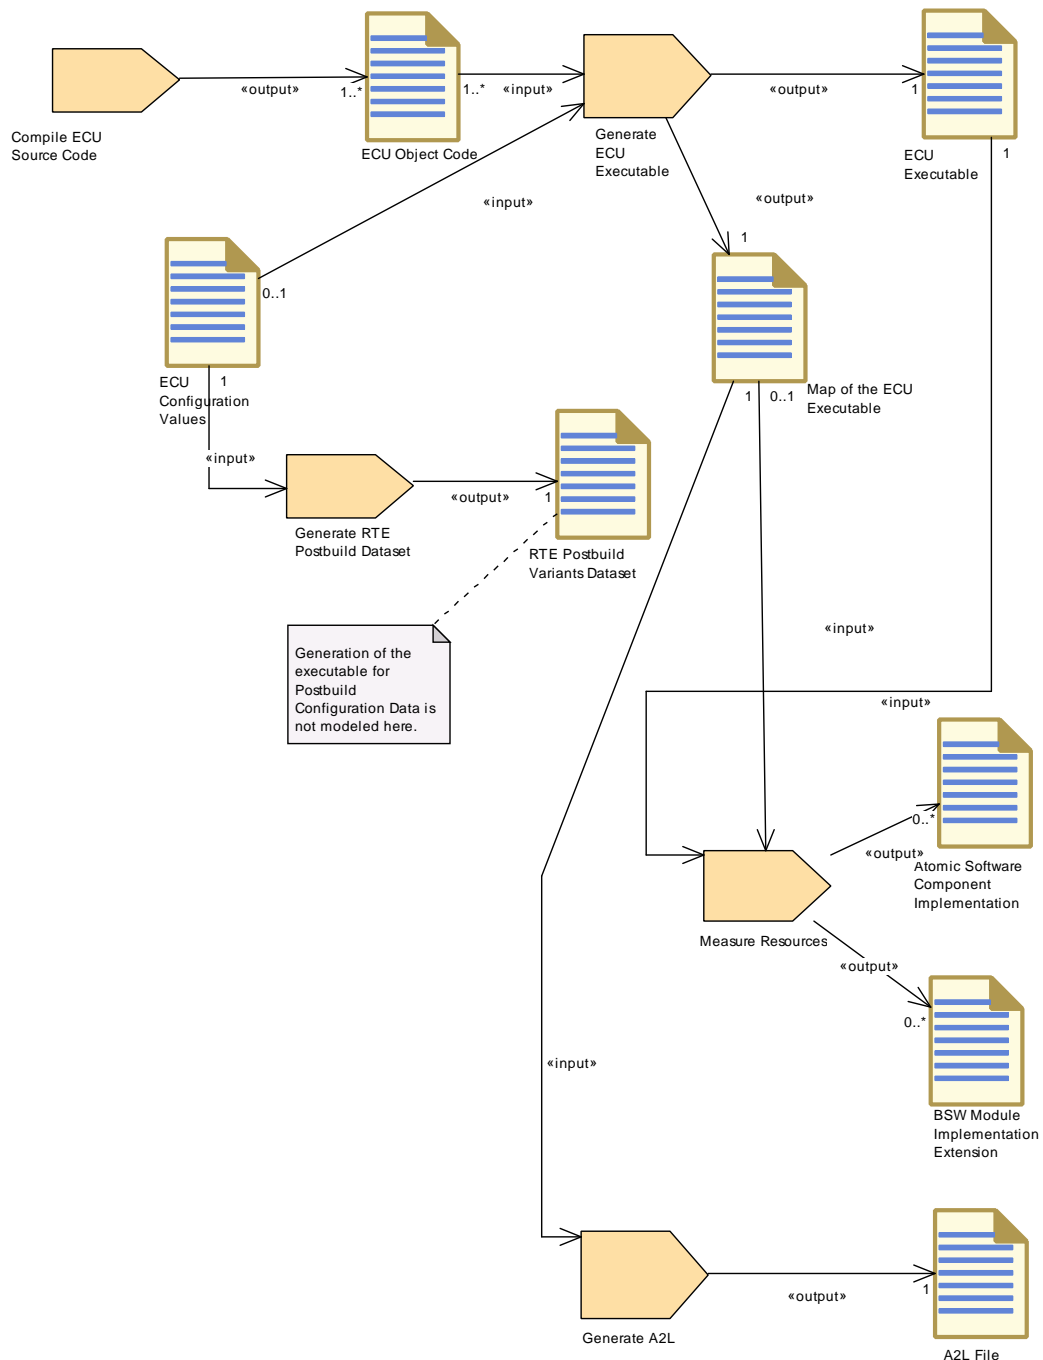 «output»
1..*
1..*
«input»
«output»
1
Compile ECU
Source Code
ECU Object Code
Generate
ECU
Executable
ECU
Executable
1
«input»
«output»
1
0..1
ECU
Configuration
Values
1
Map of the ECU
Executable
1
0..1
«input»
«output»
1
Generate RTE
Postbuild Dataset
RTE Postbuild
Variants Dataset
Generation of the
executable for
Postbuild
Configuration Data is
not modeled here.
«input»
«input»
0..*
«output»
Atomic Software
Component
Implementation
Measure Resources
«output»
0..*
«input»
BSW Module
Implementation
Extension
«output»
1
Generate A2L
A2L File